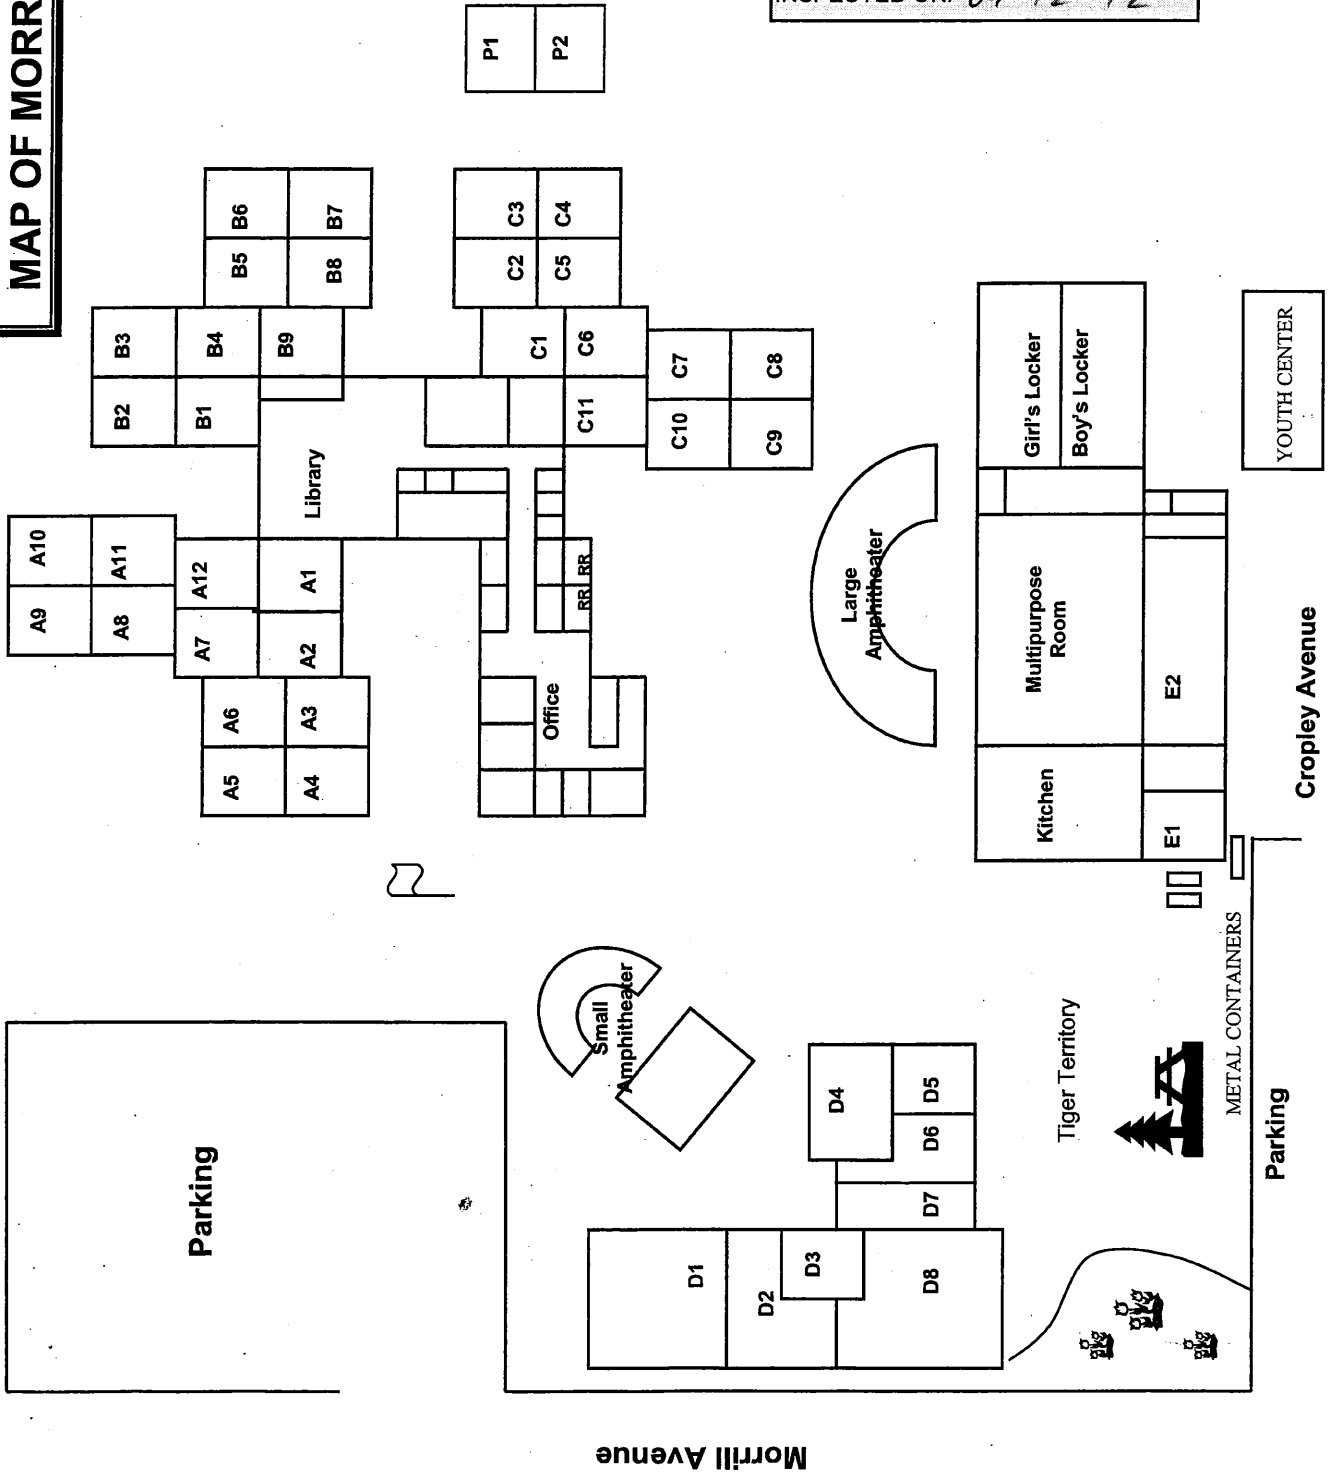 MAP OF MORR
P1
P2
B6
B7
B5
B8
B3
B4
B9
B2
B1
C3
C4
C2
C5
C1
C6
C7
C8
C11
C10
C9
Library
A10
A11
A12
A1
A9
A8
A7
A2
A6
A3
A5
A4
RR
RR
Office
Large
Amphitheater
Girl's Locker
Boy's Locker
YOUTH CENTER
Multipurpose
Room
E2
Kitchen
E1
Cropley Avenue
METAL CONTAINERS
Tiger Territory
Parking
Small
Amphitheater
D4
D5
D6
D7
D1
D2
D3
D8
Parking
Morrill Avenue